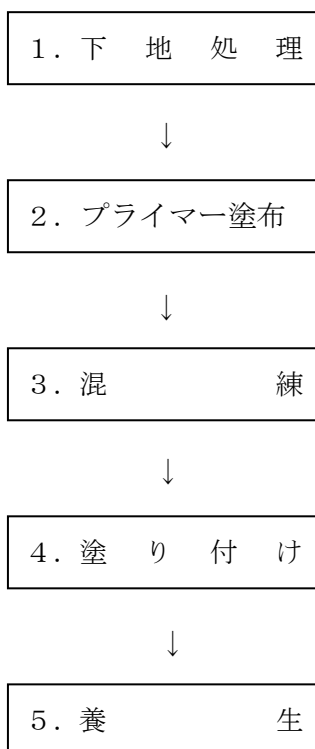 1．下　地　処　理
↓
2．プライマー塗布
↓
3．混　　　　　練
↓
4．塗　り　付　け
↓
5．養　　　　　生